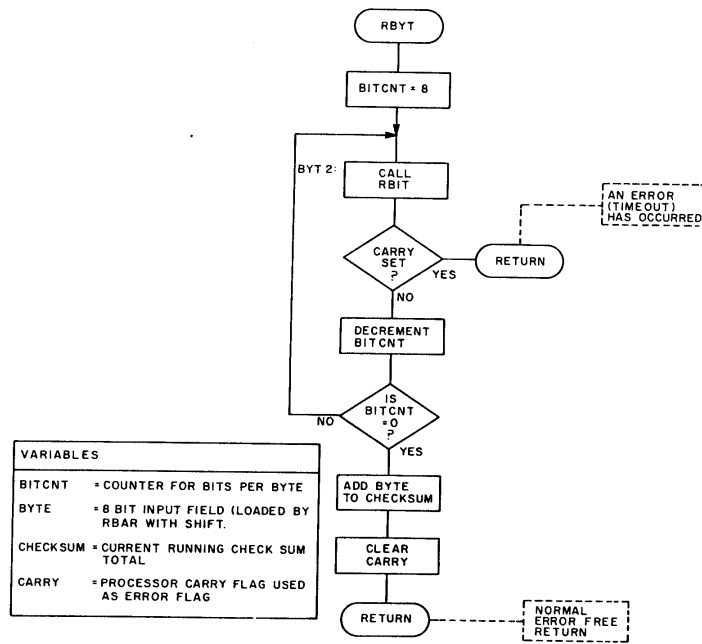 RBYT
BITCNT = 8
BYT 2:
CALL
RBIT
AN ERROR
(TIMEOUT)
HAS OCCURRED
CARRY
SET
?
YES
RETURN
NO
DECREMENT
BITCNT
IS
BITCNT
=0
?
NO
YES
ADD BYTE
TO CHECKSUM
CLEAR
CARRY
RETURN
NORMAL
ERROR FREE
RETURN
VARIABLES
BITCNT = COUNTER FOR BITS PER BYTE
BYTE = 8 BIT INPUT FIELD (LOADED BY
RBAR WITH SHIFT.
CHECKSUM = CURRENT RUNNING CHECK SUM
TOTAL
CARRY = PROCESSOR CARRY FLAG USED
AS ERROR FLAG